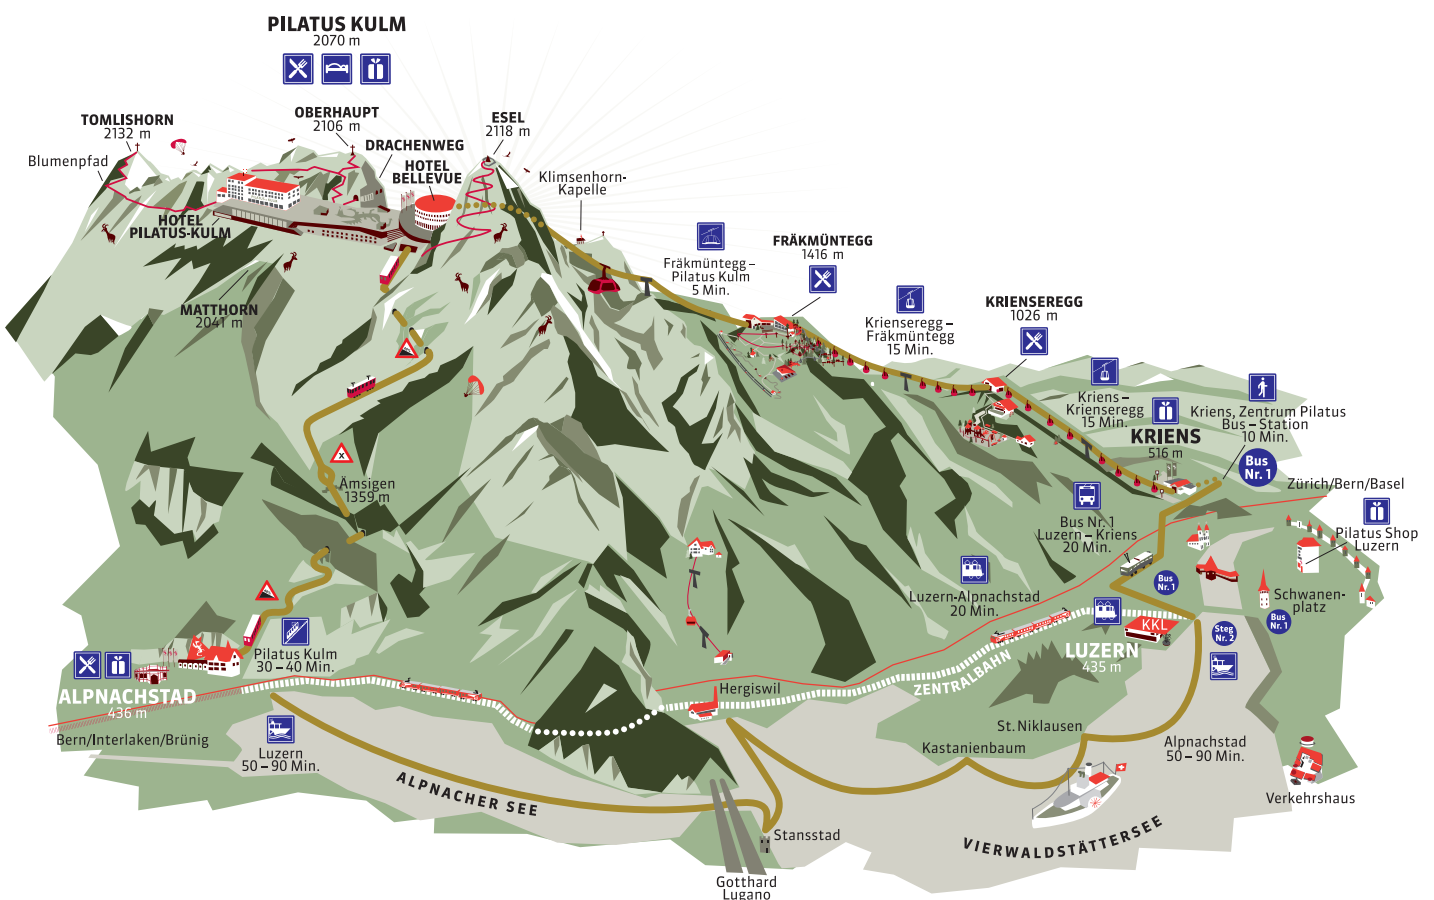 PILATUS KULM
2070 m
TOMLISHORN
2132 m
Blumenpfad
OBERHAUPT
2106 m
DRACHENWEG
HOTEL
BELLEVUE
ESEL
2118 m
Klimsenhorn-
Kapelle
HOTEL
PILATUS-KULM
MATTHORN
2041 m
Fräkmüntegg –
Pilatus Kulm
5 Min.
FRÄKMÜNTEGG
1416 m
Krienseregg –
Fräkmüntegg
15 Min.
KRIENSEREGG
1026 m
Kriens –
Krienseregg
15 Min.
KRIENS
516 m
Kriens, Zentrum Pilatus
Bus – Station
10 Min.
Bus
Nr. 1
Zürich/Bern/Basel
Pilatus Shop
Luzern
Ämsigen
1359 m
Bus Nr. 1
Luzern – Kriens
20 Min.
Luzern-Alpnachstad
20 Min.
Bus
Nr. 1
Schwanen-
platz
Bus
Nr. 1
Steg
Nr. 2
KKL
LUZERN
435 m
ZENTRALBAHN
Pilatus Kulm
30 – 40 Min.
ALPNACHSTAD
436 m
Bern/Interlaken/Brünig
Luzern
50 – 90 Min.
ALPNACHER SEE
Hergiswil
St. Niklausen
Kastanienbaum
Alpnachstad
50 – 90 Min.
Verkehrshaus
VIERWALDSTÄTTERSEE
Stansstad
Gotthard
Lugano